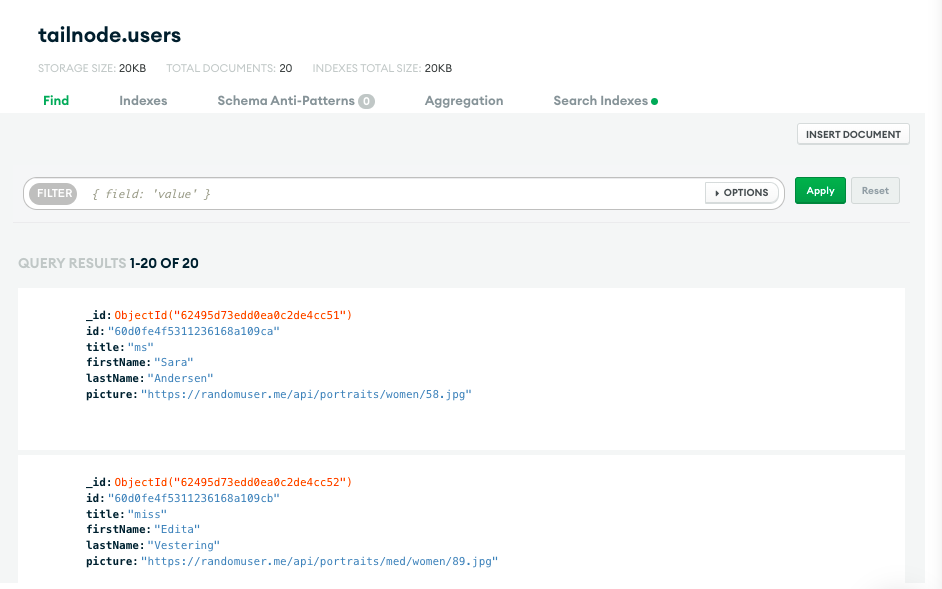 tailnode.users
STORAGE SIZE: 20KB TOTAL DOCUMENTS: 20 INDEXES TOTAL SIZE: 20KB
Find Indexes Schema Anti-Patterns 0 Aggregation Search Indexes
INSERT DOCUMENT
FILTER { field: 'value' } OPTIONS Apply Reset
QUERY RESULTS 1-20 OF 20
_id: ObjectId("62495d73edd0ea0c2de4cc51")
id: "60d0fe4f5311236168a109ca"
title: "ms"
firstName: "Sara"
lastName: "Andersen"
picture: "https://randomuser.me/api/portraits/women/58.jpg"
_id: ObjectId("62495d73edd0ea0c2de4cc52")
id: "60d0fe4f5311236168a109cb"
title: "miss"
firstName: "Edita"
lastName: "Vestering"
picture: "https://randomuser.me/api/portraits/med/women/89.jpg"